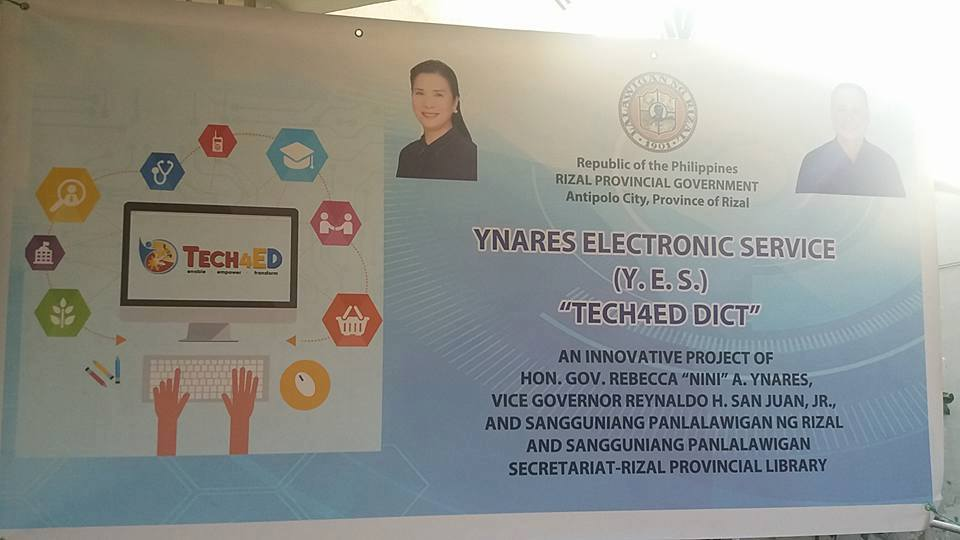 TECH4ED
enable empower transform
LALAWIGAN NG RIZAL
1901
Republic of the Philippines
RIZAL PROVINCIAL GOVERNMENT
Antipolo City, Province of Rizal
YNARES ELECTRONIC SERVICE
(Y. E. S.)
“TECH4ED DICT”
AN INNOVATIVE PROJECT OF
HON. GOV. REBECCA “NINI” A. YNARES,
VICE GOVERNOR REYNALDO H. SAN JUAN, JR.,
AND SANGGUNIANG PANLALAWIGAN NG RIZAL
AND SANGGUNIANG PANLALAWIGAN
SECRETARIAT-RIZAL PROVINCIAL LIBRARY